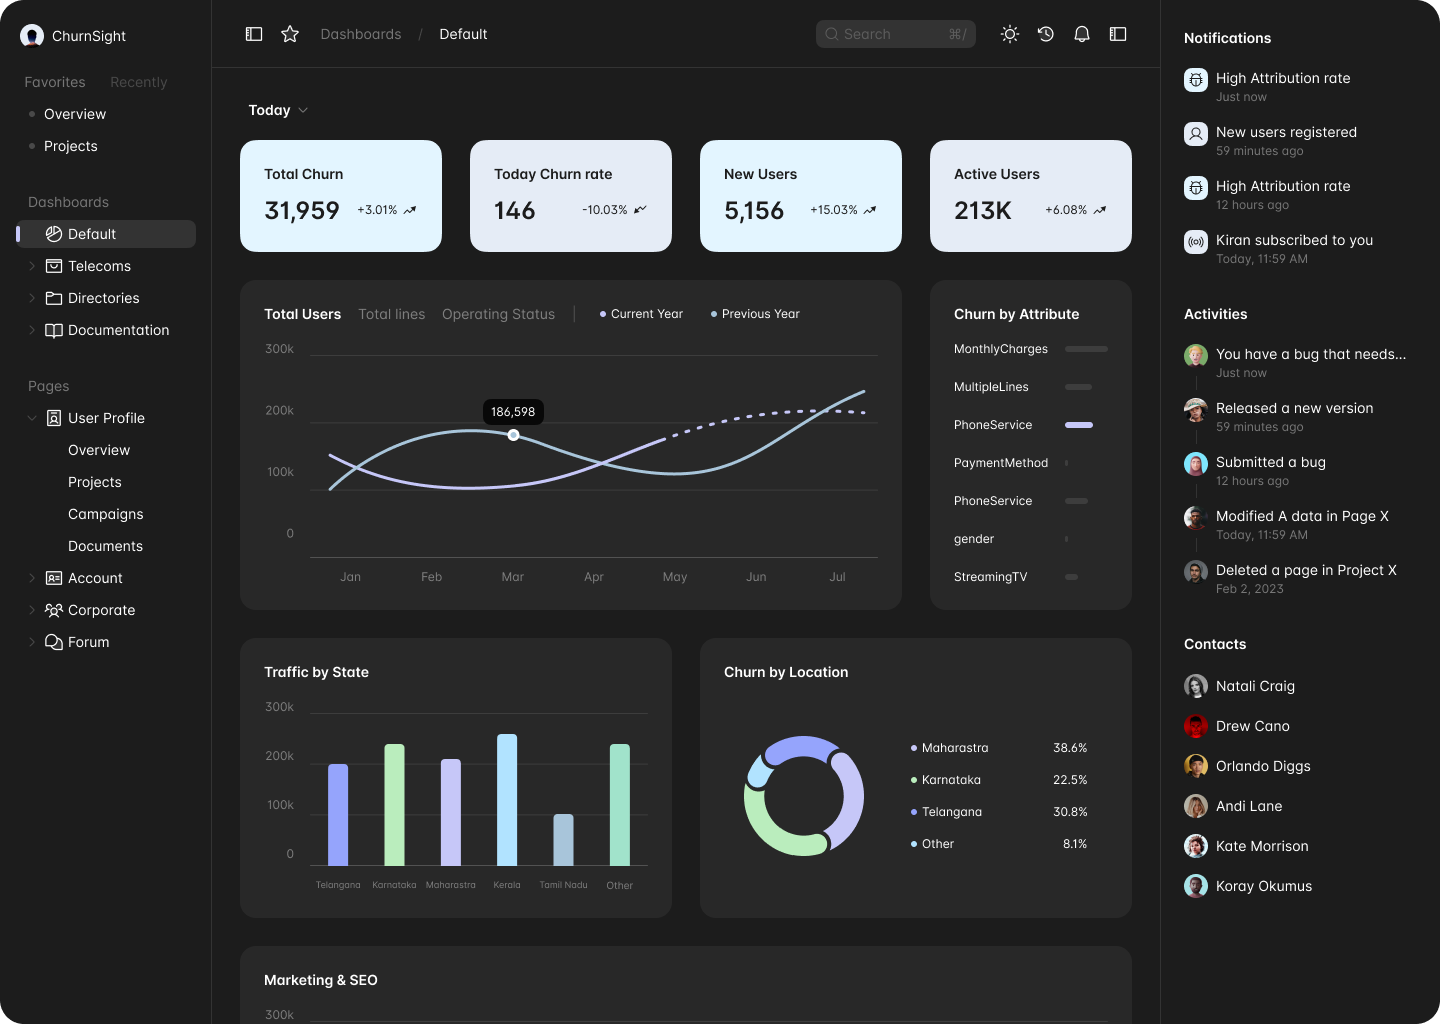 ChurnSight
Favorites Recently
Overview
Projects
Dashboards
Default
Telecoms
Directories
Documentation
Pages
User Profile
Overview
Projects
Campaigns
Documents
Account
Corporate
Forum
Dashboards / Default
Search ⌘/
Today
Total Churn
31,959 +3.01%
Today Churn rate
146 -10.03%
New Users
5,156 +15.03%
Active Users
213K +6.08%
Total Users Total lines Operating Status Current Year Previous Year
300k
200k
100k
0
186,598
Jan Feb Mar Apr May Jun Jul
Churn by Attribute
MonthlyCharges
MultipleLines
PhoneService
PaymentMethod
PhoneService
gender
StreamingTV
Traffic by State
300k
200k
100k
0
Telangana Karnataka Maharastra Kerala Tamil Nadu Other
Churn by Location
Maharastra 38.6%
Karnataka 22.5%
Telangana 30.8%
Other 8.1%
Marketing & SEO
300k
Notifications
High Attribution rate
Just now
New users registered
59 minutes ago
High Attribution rate
12 hours ago
Kiran subscribed to you
Today, 11:59 AM
Activities
You have a bug that needs...
Just now
Released a new version
59 minutes ago
Submitted a bug
12 hours ago
Modified A data in Page X
Today, 11:59 AM
Deleted a page in Project X
Feb 2, 2023
Contacts
Natali Craig
Drew Cano
Orlando Diggs
Andi Lane
Kate Morrison
Koray Okumus